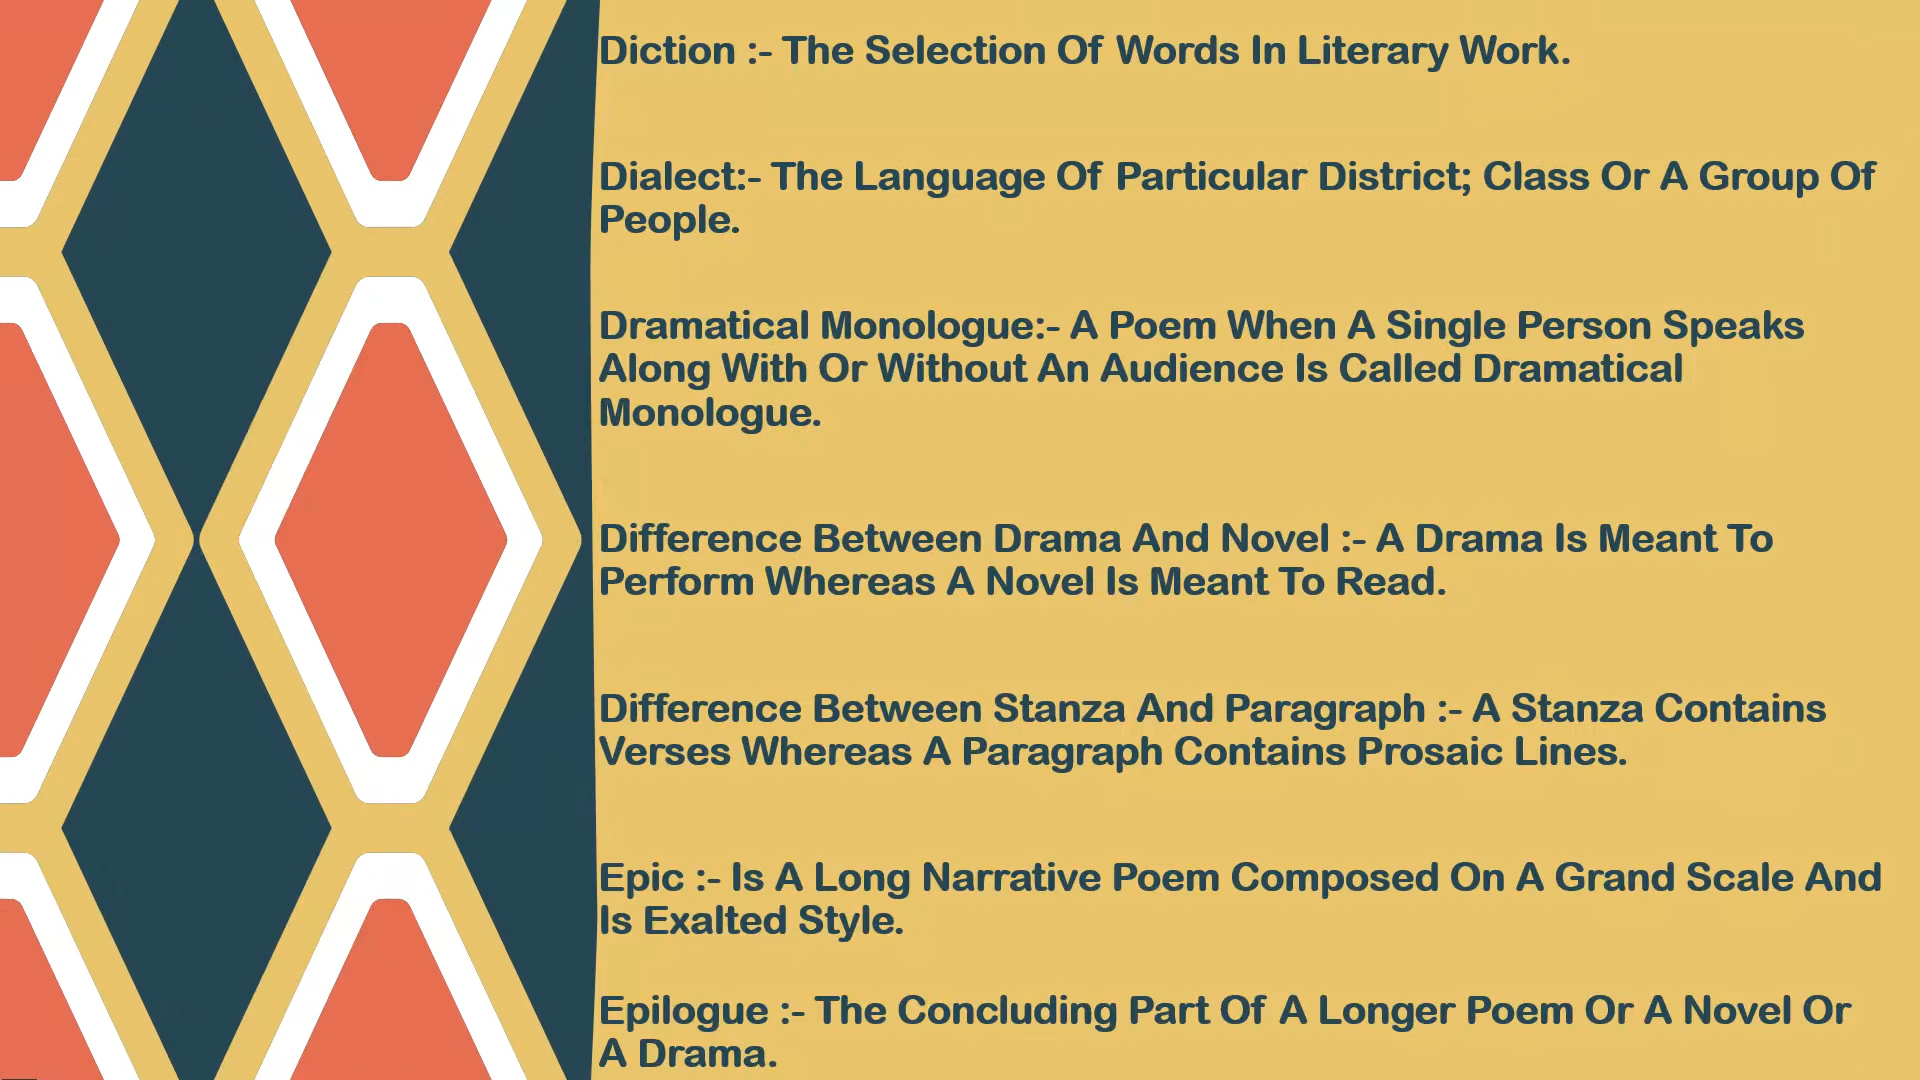 Diction :- The Selection Of Words In Literary Work.
Dialect:- The Language Of Particular District; Class Or A Group Of
People.
Dramatical Monologue:- A Poem When A Single Person Speaks
Along With Or Without An Audience Is Called Dramatical
Monologue.
Difference Between Drama And Novel :- A Drama Is Meant To
Perform Whereas A Novel Is Meant To Read.
Difference Between Stanza And Paragraph :- A Stanza Contains
Verses Whereas A Paragraph Contains Prosaic Lines.
Epic :- Is A Long Narrative Poem Composed On A Grand Scale And
Is Exalted Style.
Epilogue :- The Concluding Part Of A Longer Poem Or A Novel Or
A Drama.